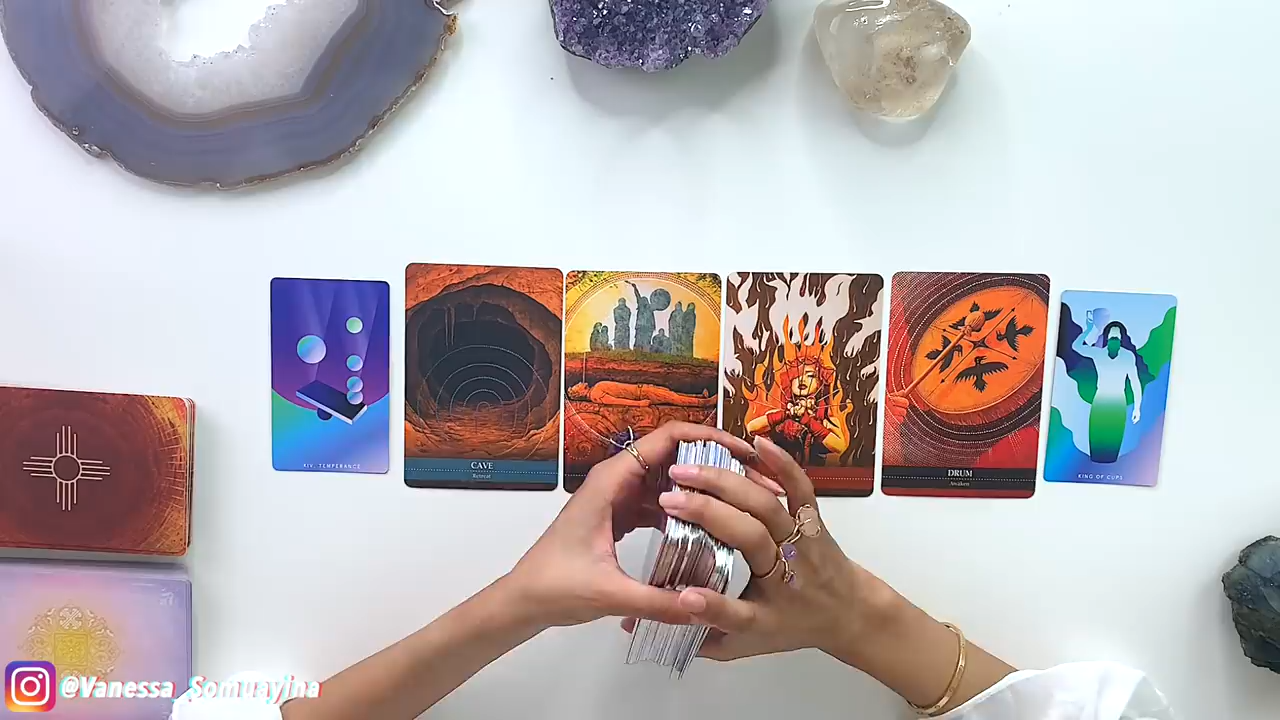 XIV. TEMPERANCE
CAVE
Retreat
DRUM
Awaken
KING OF CUPS
@Vanessa_Somuayina